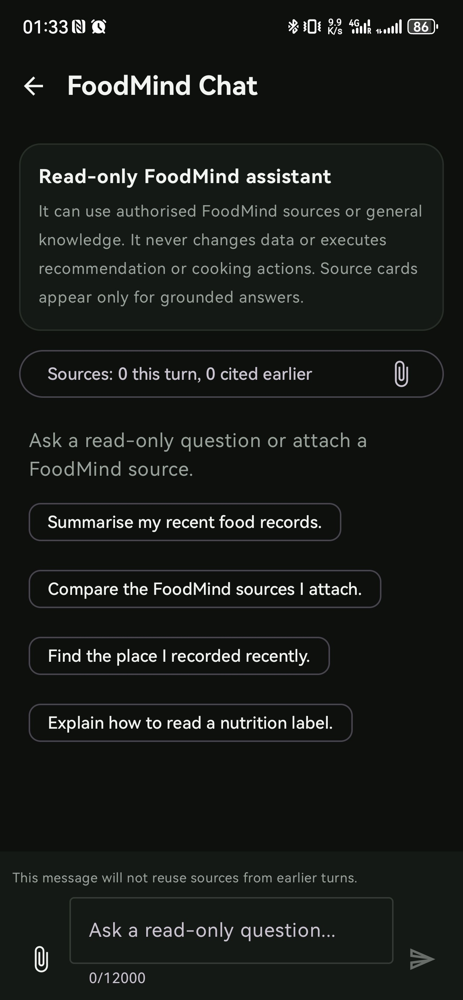 01:33
9.9 K/s
4G
R
86
FoodMind Chat
Read-only FoodMind assistant
It can use authorised FoodMind sources or general
knowledge. It never changes data or executes
recommendation or cooking actions. Source cards
appear only for grounded answers.
Sources: 0 this turn, 0 cited earlier
Ask a read-only question or attach a
FoodMind source.
Summarise my recent food records.
Compare the FoodMind sources I attach.
Find the place I recorded recently.
Explain how to read a nutrition label.
This message will not reuse sources from earlier turns.
Ask a read-only question...
0/12000